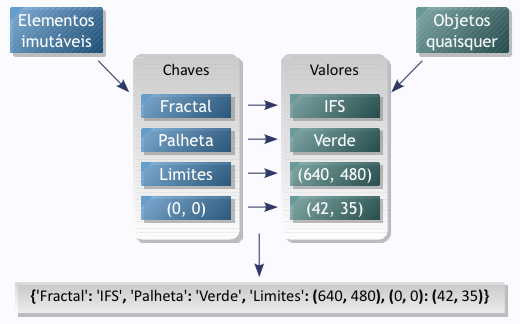 Elementos
imutáveis
Objetos
quaisquer
Chaves
Valores
Fractal
IFS
Palheta
Verde
Limites
(640, 480)
(0, 0)
(42, 35)
{'Fractal': 'IFS', 'Palheta': 'Verde', 'Limites': (640, 480), (0, 0): (42, 35)}